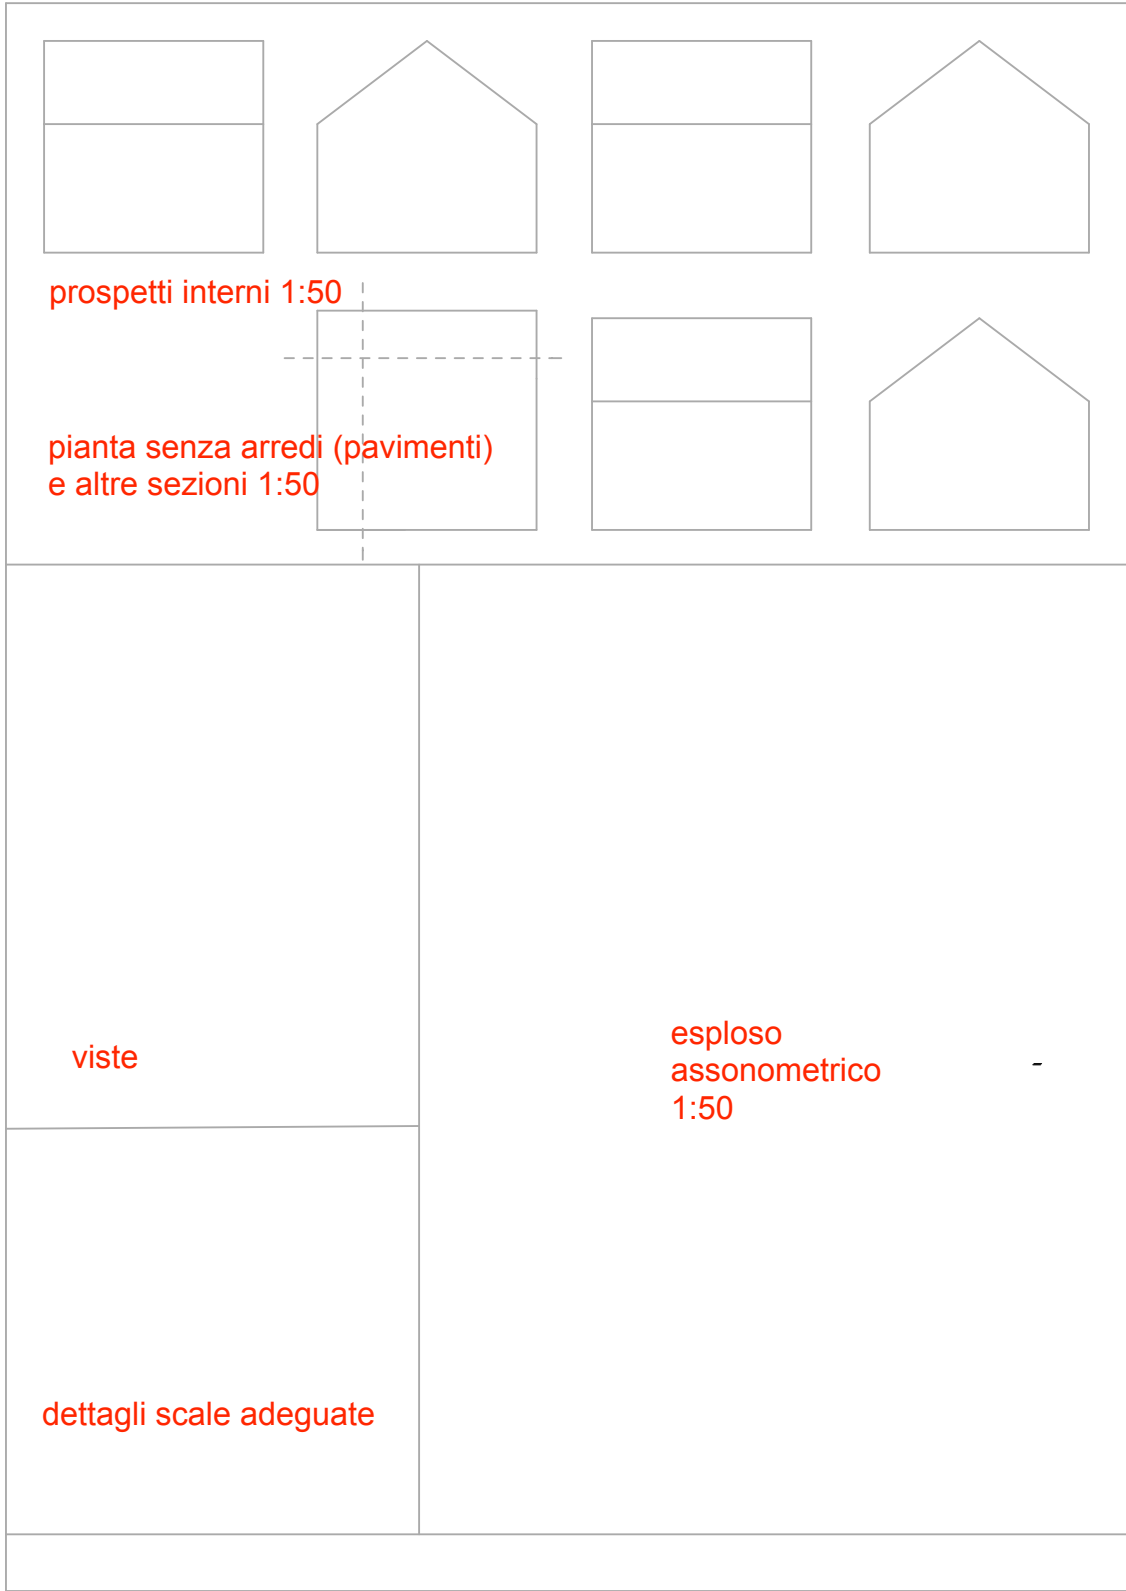 prospetti interni 1:50
pianta senza arredi (pavimenti)
e altre sezioni 1:50
viste
esploso
assonometrico
1:50
dettagli scale adeguate